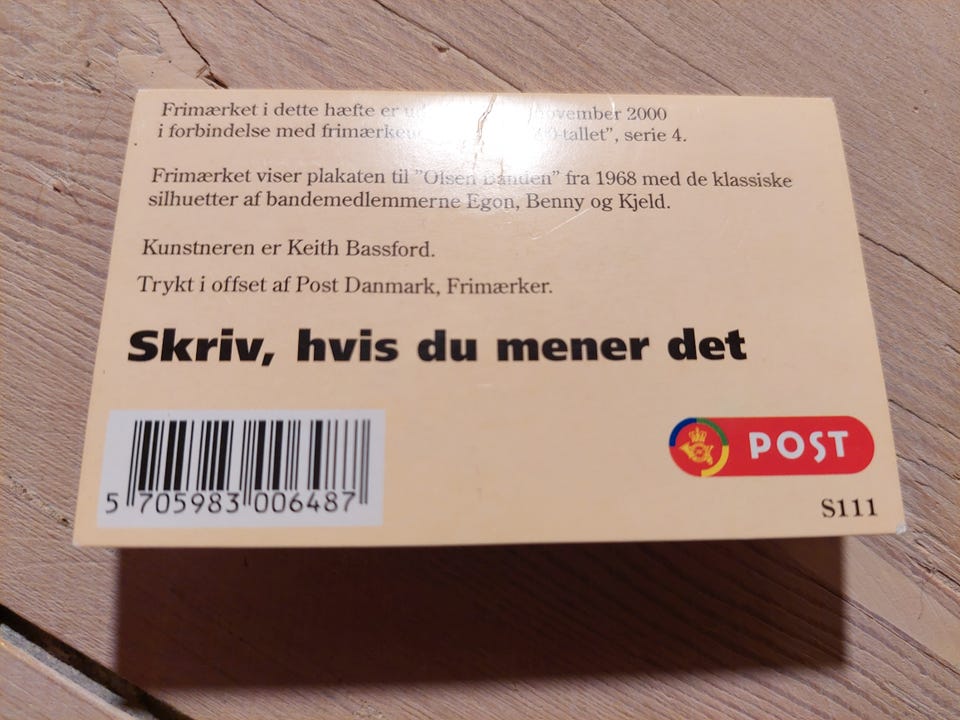 Frimærket i dette hæfte er november 2000
i forbindelse med -tallet", serie 4.
Frimærket viser plakaten til "Olsen Banden" fra 1968 med de klassiske
silhuetter af bandemedlemmerne Egon, Benny og Kjeld.
Kunstneren er Keith Bassford.
Trykt i offset af Post Danmark, Frimærker.
Skriv, hvis du mener det
POST
5 705983 006487
S111